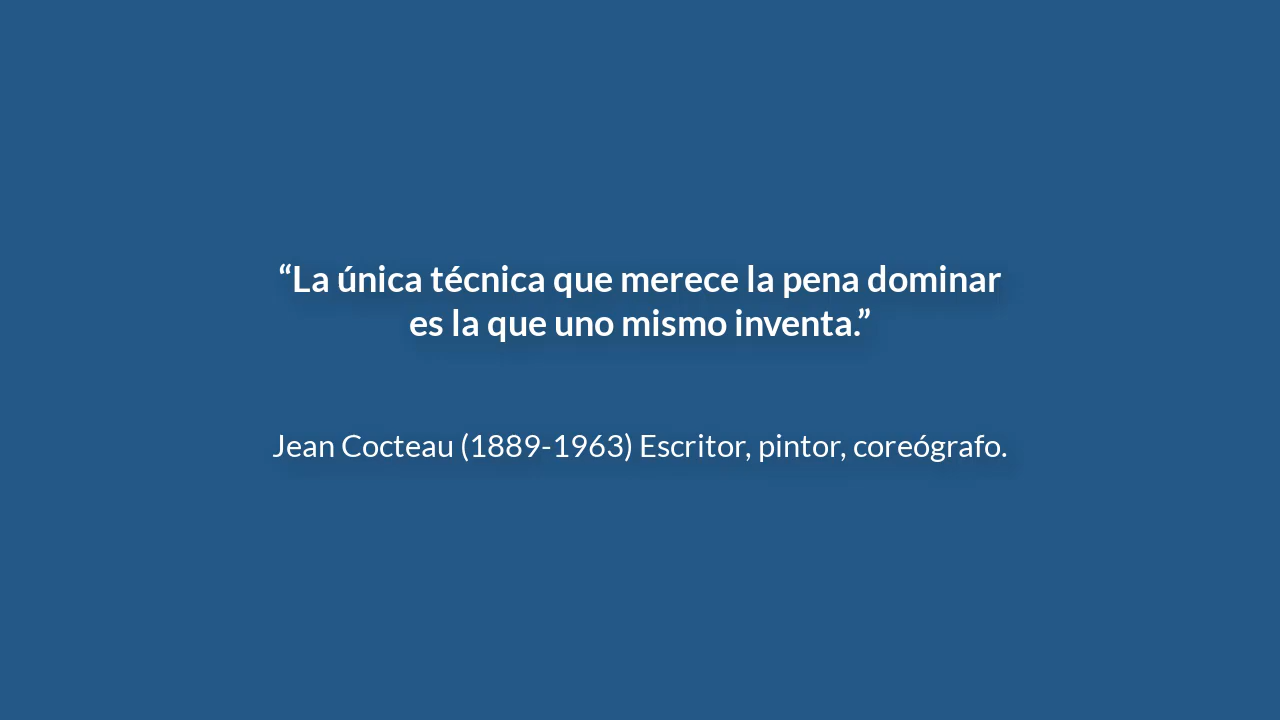 “La única técnica que merece la pena dominar
es la que uno mismo inventa.”
Jean Cocteau (1889-1963) Escritor, pintor, coreógrafo.